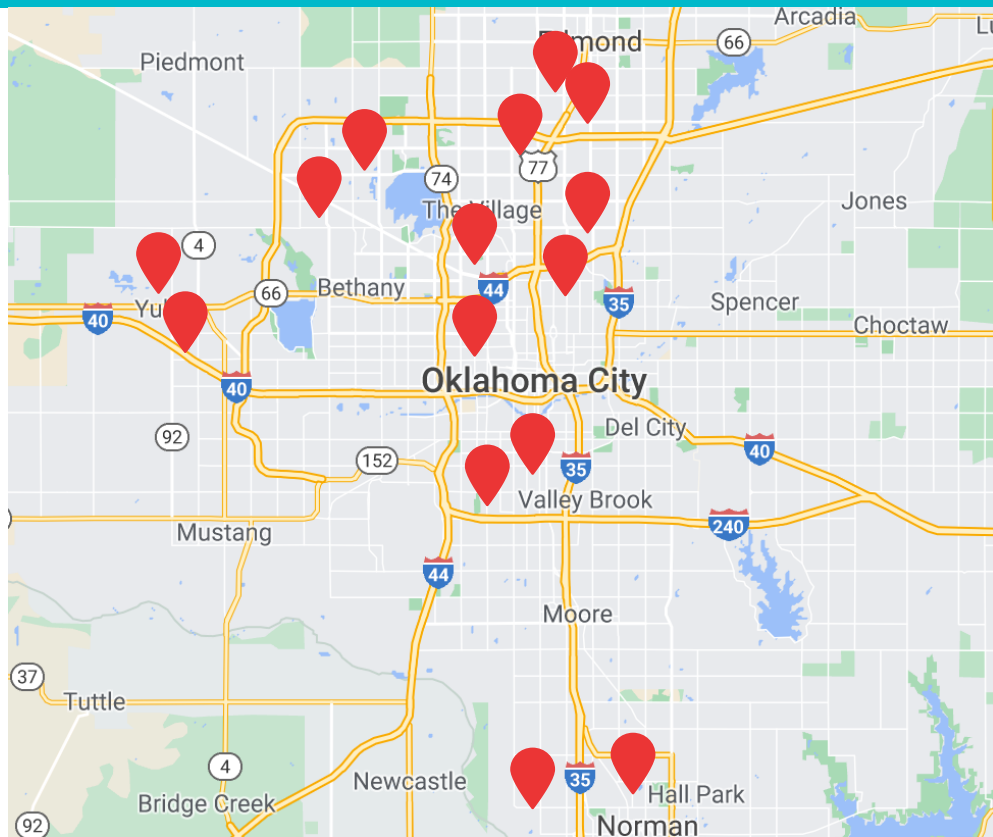 Arcadia
Edmond
66
Piedmont
77
74
The Village
Jones
4
Bethany
66
44
35
Spencer
40
Choctaw
40
Oklahoma City
Del City
92
152
40
35
Valley Brook
240
Mustang
44
Moore
37
Tuttle
4
35
Newcastle
Hall Park
Bridge Creek
92
Norman